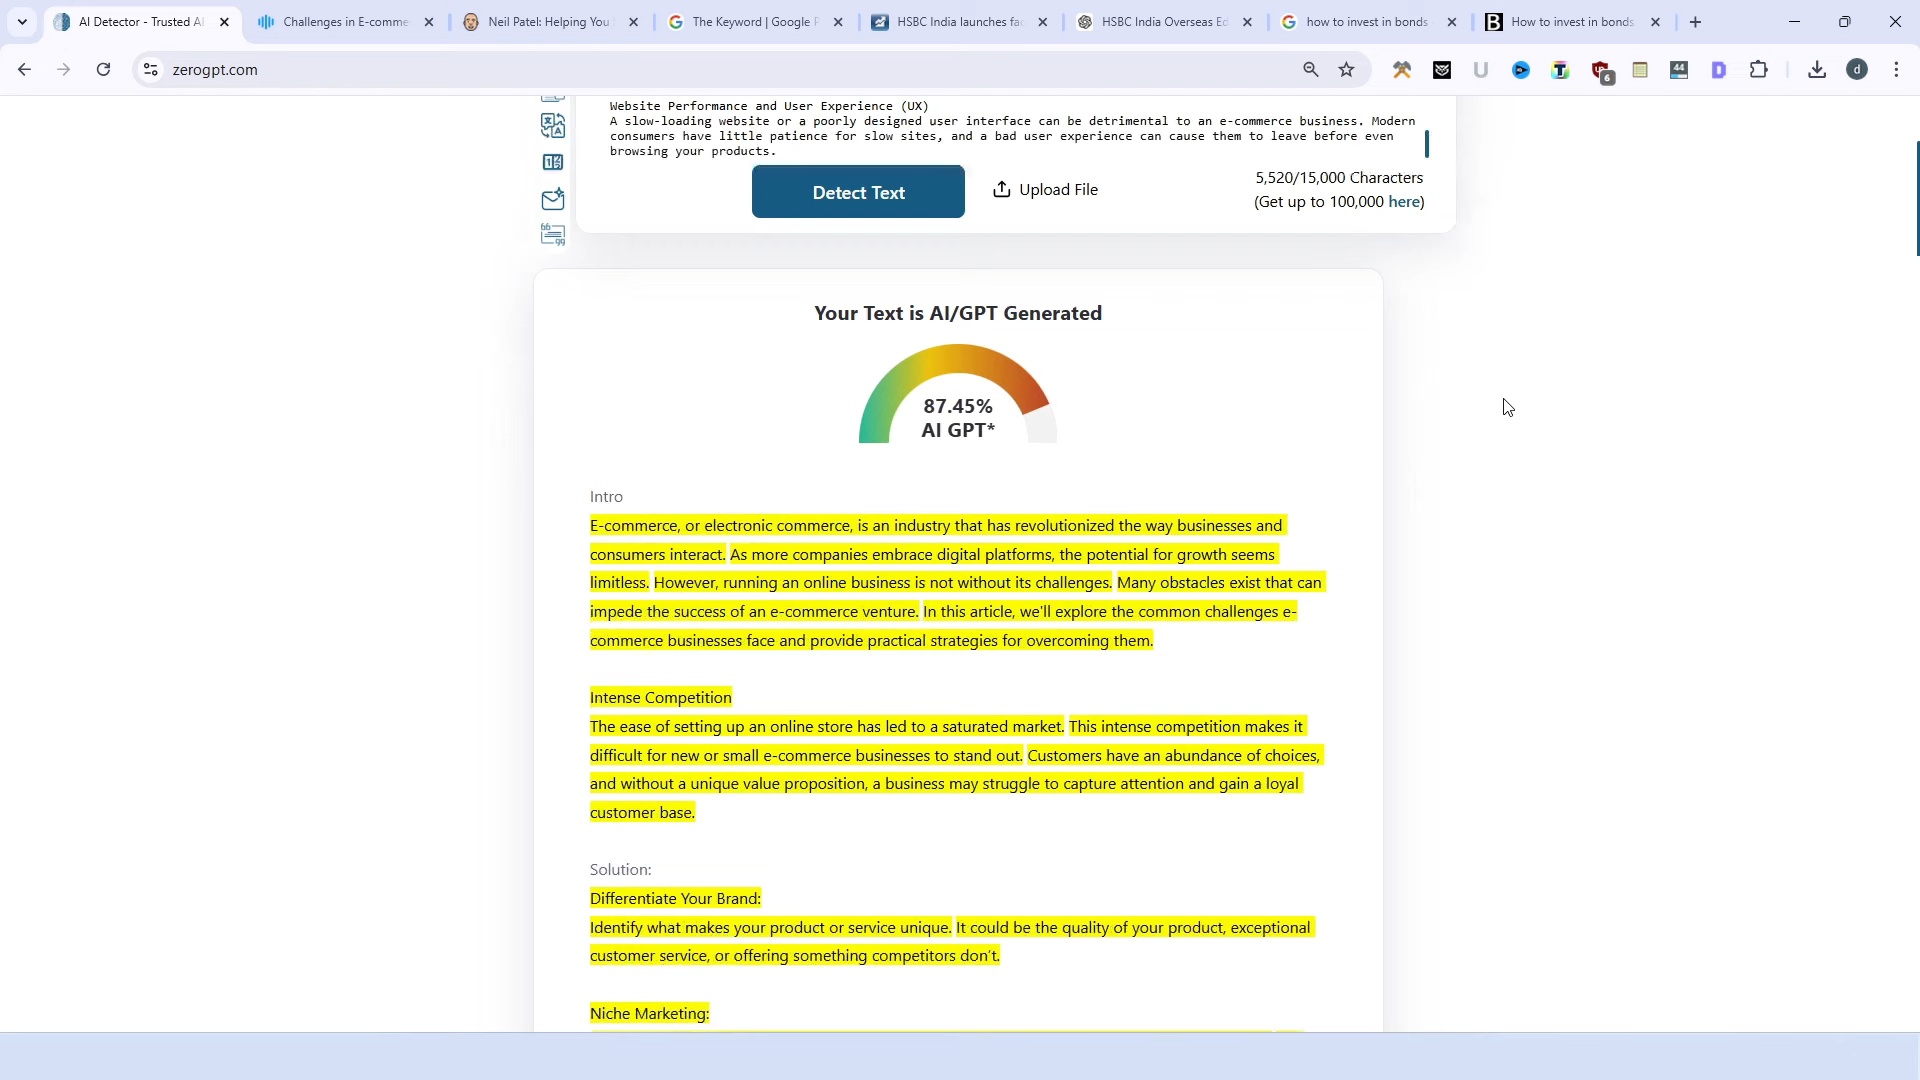 AI Detector - Trusted AI
Challenges in E-comme
Neil Patel: Helping You
The Keyword | Google P
HSBC India launches fac
HSBC India Overseas Ed
how to invest in bonds
How to invest in bonds
zerogpt.com
6
44
d
Website Performance and User Experience (UX)
A slow-loading website or a poorly designed user interface can be detrimental to an e-commerce business. Modern
consumers have little patience for slow sites, and a bad user experience can cause them to leave before even
browsing your products.
Detect Text
Upload File
5,520/15,000 Characters
(Get up to 100,000 here)
Your Text is AI/GPT Generated
87.45%
AI GPT*
Intro
E-commerce, or electronic commerce, is an industry that has revolutionized the way businesses and
consumers interact. As more companies embrace digital platforms, the potential for growth seems
limitless. However, running an online business is not without its challenges. Many obstacles exist that can
impede the success of an e-commerce venture. In this article, we'll explore the common challenges e-
commerce businesses face and provide practical strategies for overcoming them.
Intense Competition
The ease of setting up an online store has led to a saturated market. This intense competition makes it
difficult for new or small e-commerce businesses to stand out. Customers have an abundance of choices,
and without a unique value proposition, a business may struggle to capture attention and gain a loyal
customer base.
Solution:
Differentiate Your Brand:
Identify what makes your product or service unique. It could be the quality of your product, exceptional
customer service, or offering something competitors don't.
Niche Marketing: